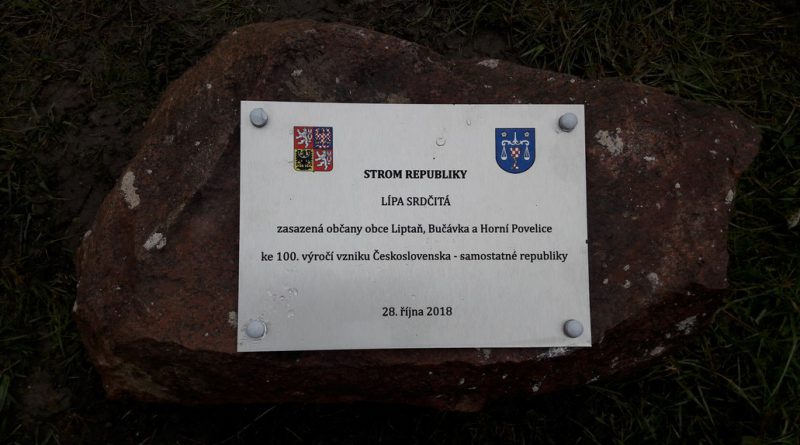 STROM REPUBLIKY
LÍPA SRDČITÁ
zasazená občany obce Liptaň, Bučávka a Horní Povelice
ke 100. výročí vzniku Československa - samostatné republiky
28. října 2018